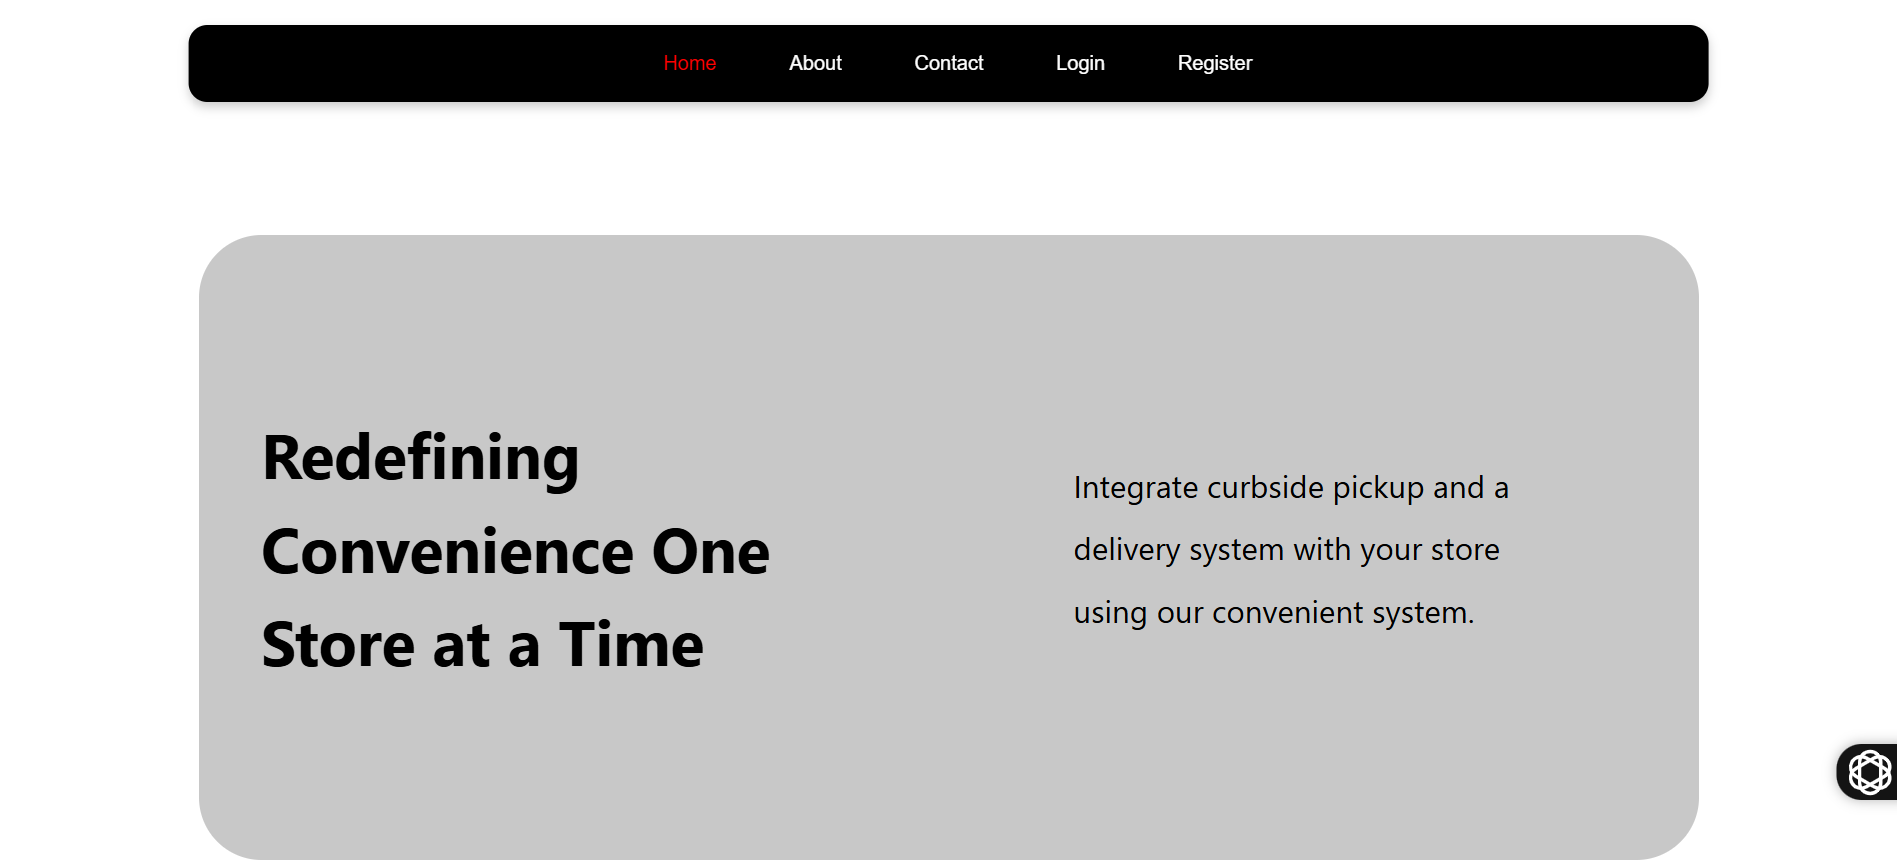 Home About Contact Login Register
Redefining
Convenience One
Store at a Time
Integrate curbside pickup and a
delivery system with your store
using our convenient system.